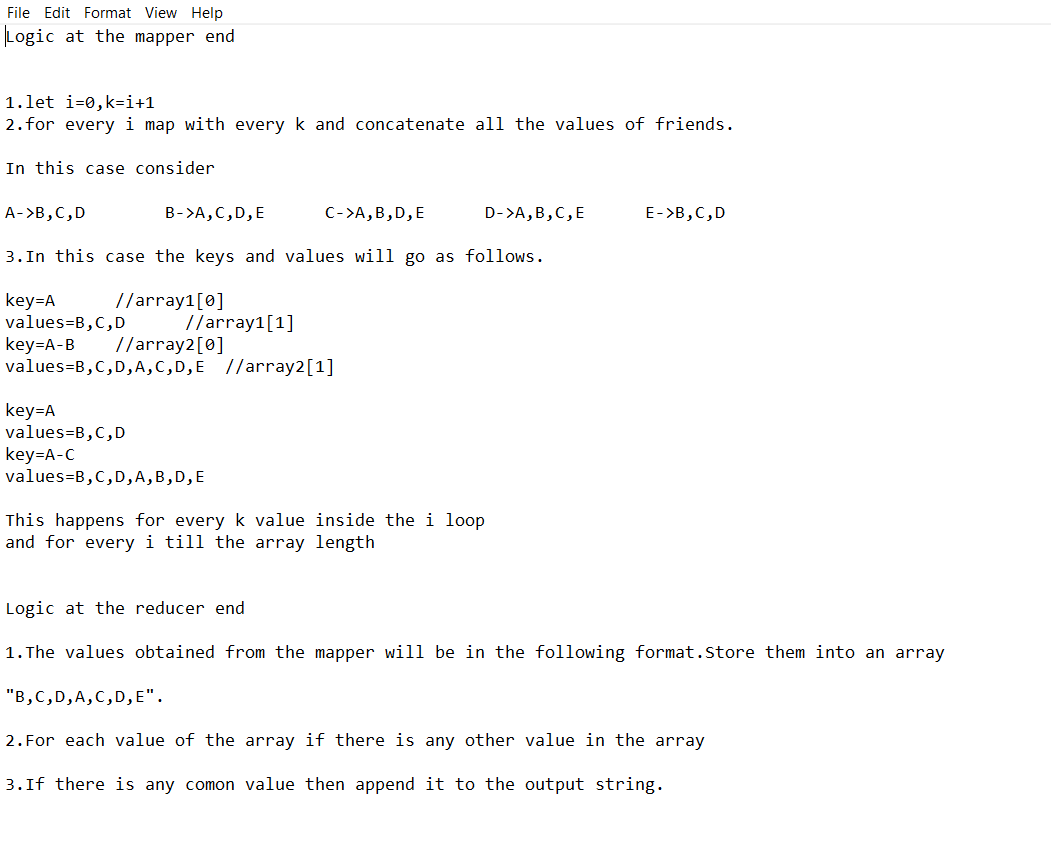 File Edit Format View Help
Logic at the mapper end
1.let i=0,k=i+1
2.for every i map with every k and concatenate all the values of friends.
In this case consider
A->B,C,D B->A,C,D,E C->A,B,D,E D->A,B,C,E E->B,C,D
3.In this case the keys and values will go as follows.
key=A //array1[0]
values=B,C,D //array1[1]
key=A-B //array2[0]
values=B,C,D,A,C,D,E //array2[1]
key=A
values=B,C,D
key=A-C
values=B,C,D,A,B,D,E
This happens for every k value inside the i loop
and for every i till the array length
Logic at the reducer end
1.The values obtained from the mapper will be in the following format.Store them into an array
"B,C,D,A,C,D,E".
2.For each value of the array if there is any other value in the array
3.If there is any comon value then append it to the output string.